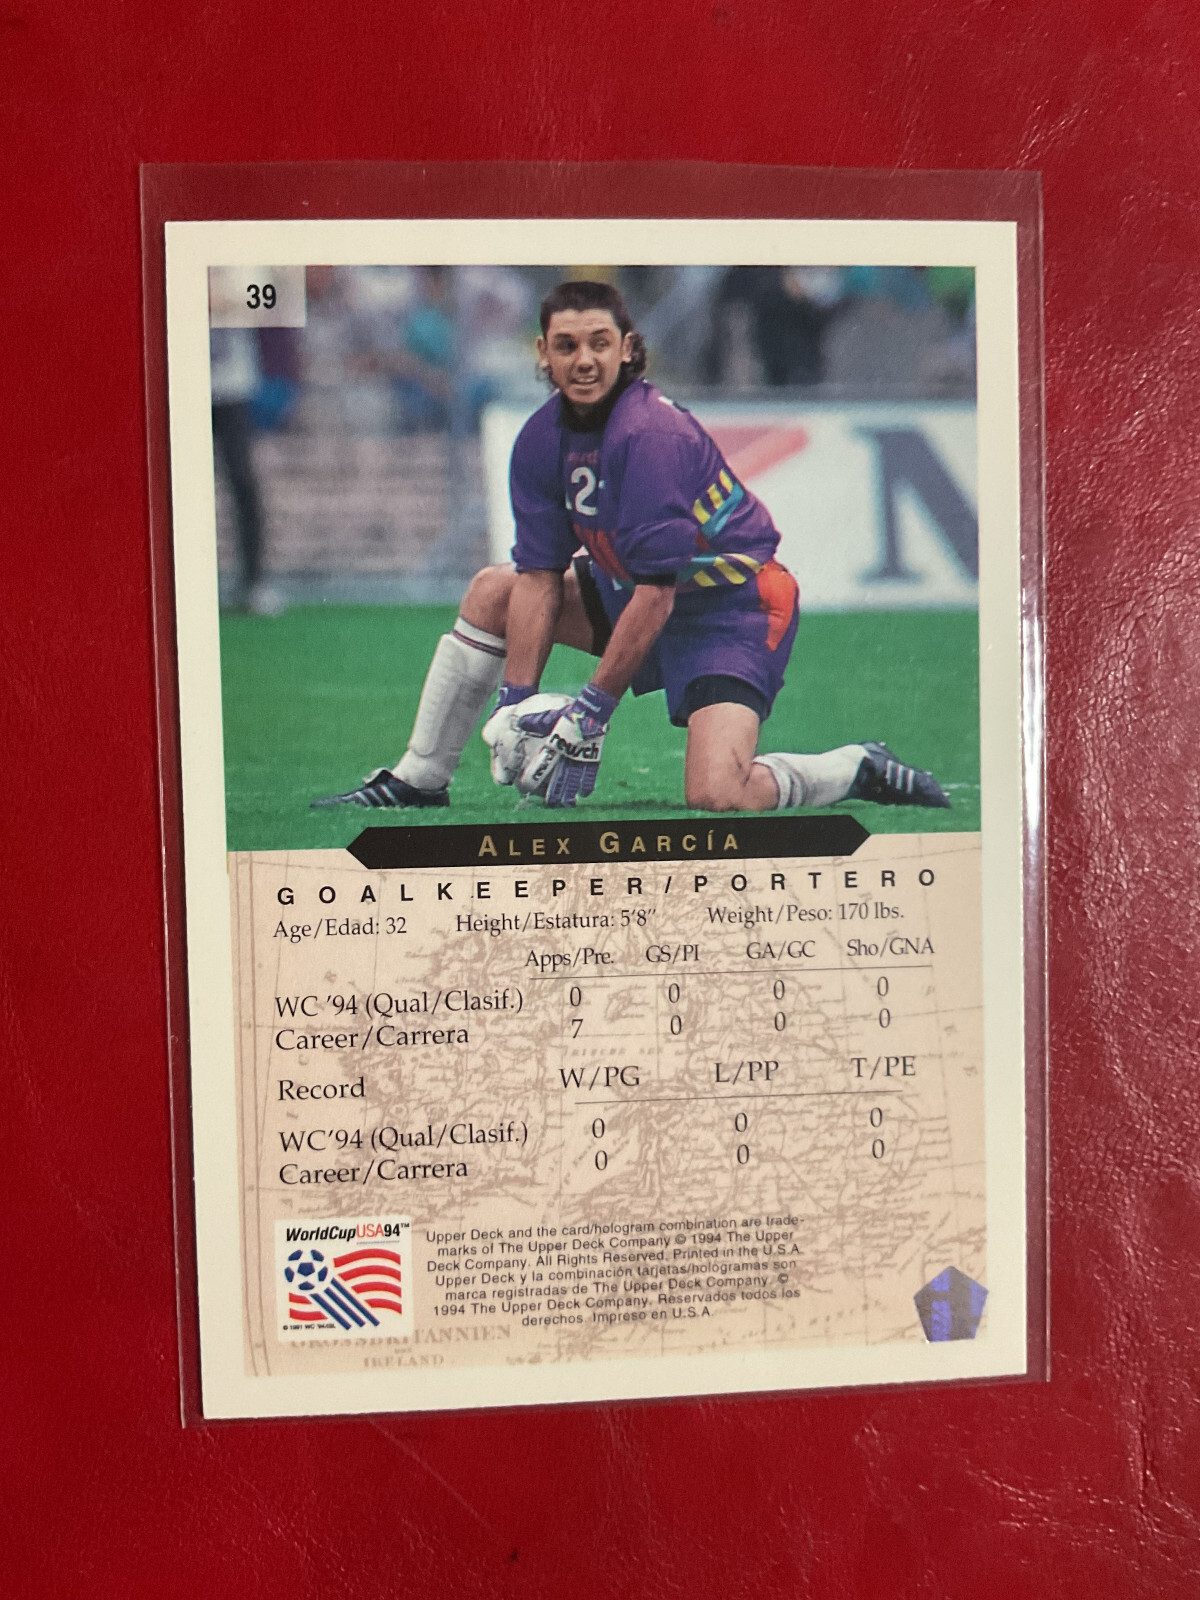 39
12
reusch
N
ALEX GARCÍA
GOALKEEPER/PORTERO
Age/Edad: 32 Height/Estatura: 5'8" Weight/Peso: 170 lbs.
Apps/Pre. GS/PI GA/GC Sho/GNA
WC '94 (Qual/Clasif.) 0 0 0 0
Career/Carrera 7 0 0 0
Record W/PG L/PP T/PE
WC'94 (Qual/Clasif.) 0 0 0
Career/Carrera 0 0 0
WorldCupUSA94™
Upper Deck and the card/hologram combination are trade-
marks of The Upper Deck Company © 1994 The Upper
Deck Company. All Rights Reserved. Printed in the U.S.A.
Upper Deck y la combinación tarjetas/hologramas son
marca registradas de The Upper Deck Company. ©
1994 The Upper Deck Company. Reservados todos los
derechos. Impreso en U.S.A.
GROSSBRITANNIEN
IRELAND